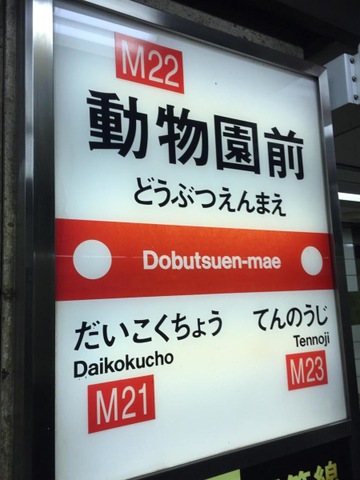 M22
動物園前
どうぶつえんまえ
Dobutsuen-mae
だいこくちょう
Daikokucho
M21
てんのうじ
Tennoji
M23